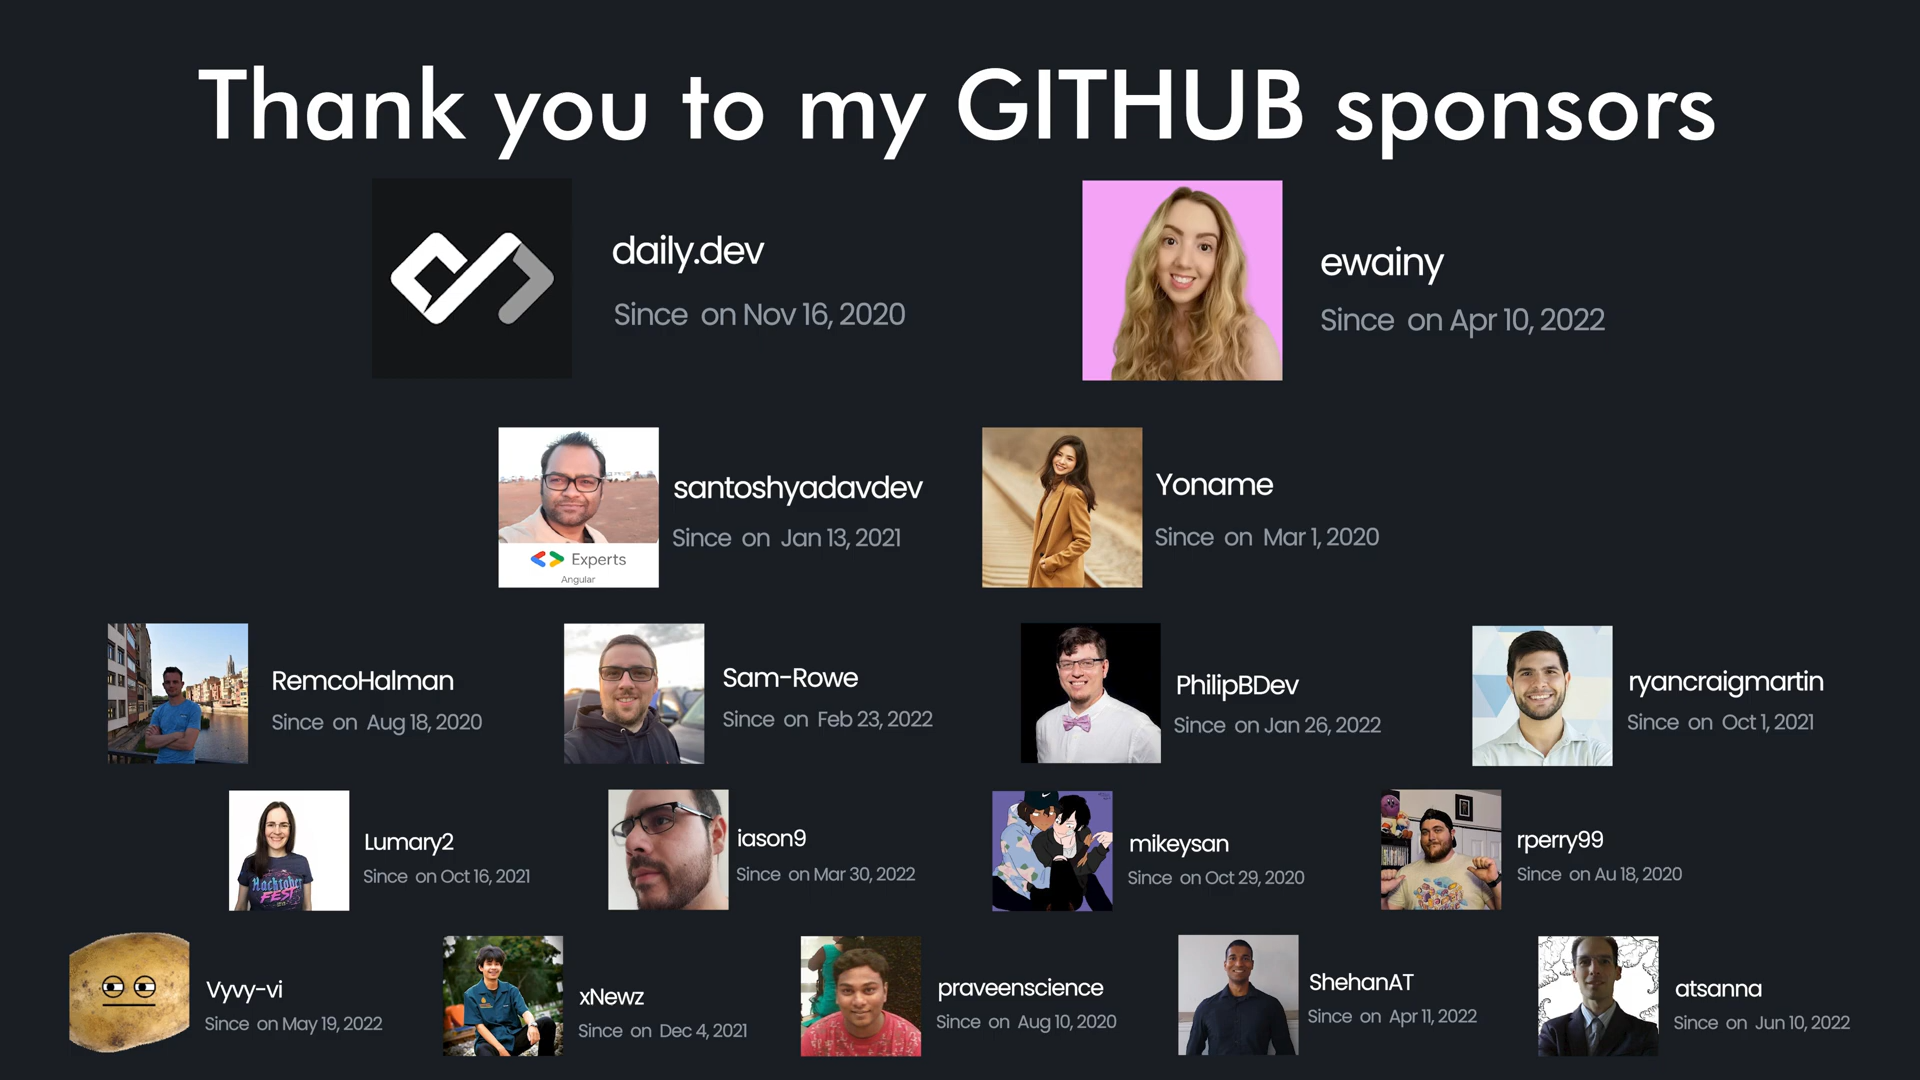 Thank you to my GITHUB sponsors
daily.dev
Since on Nov 16, 2020
ewainy
Since on Apr 10, 2022
santoshyadavdev
Since on Jan 13, 2021
Experts
Angular
Yoname
Since on Mar 1, 2020
RemcoHalman
Since on Aug 18, 2020
Sam-Rowe
Since on Feb 23, 2022
PhilipBDev
Since on Jan 26, 2022
ryancraigmartin
Since on Oct 1, 2021
Lumary2
Since on Oct 16, 2021
Hacktober
FEST
iason9
Since on Mar 30, 2022
mikeysan
Since on Oct 29, 2020
rperry99
Since on Au 18, 2020
Vyvy-vi
Since on May 19, 2022
xNewz
Since on Dec 4, 2021
praveenscience
Since on Aug 10, 2020
ShehanAT
Since on Apr 11, 2022
atsanna
Since on Jun 10, 2022